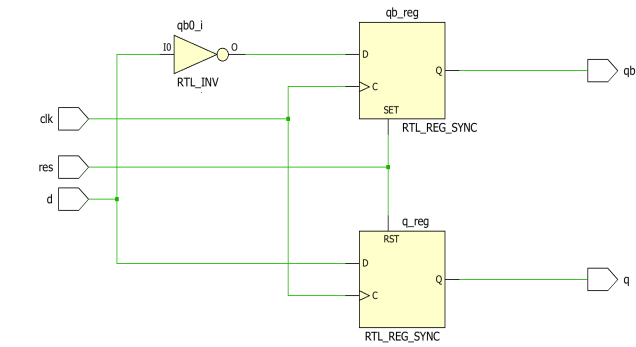 qb_reg
qb0_i
I0
O
D
Q
qb
RTL_INV
C
clk
SET
RTL_REG_SYNC
res
d
q_reg
RST
D
Q
q
C
RTL_REG_SYNC